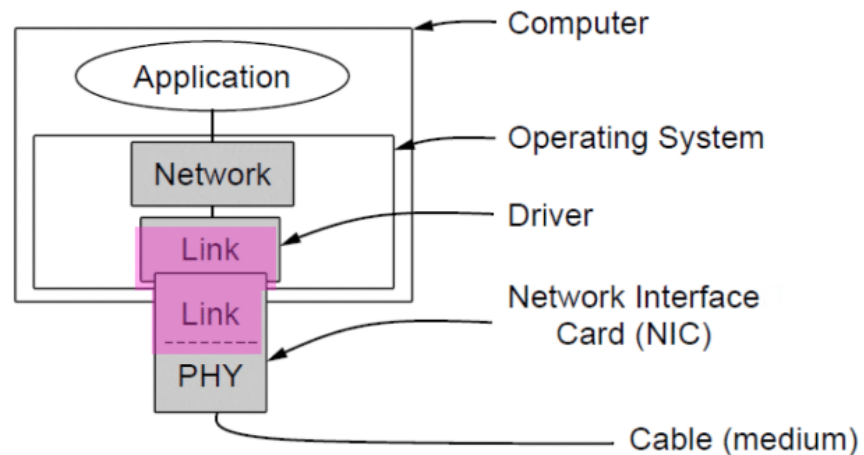 Computer
Application
Operating System
Network
Driver
Link
Network Interface
Card (NIC)
Link
PHY
Cable (medium)